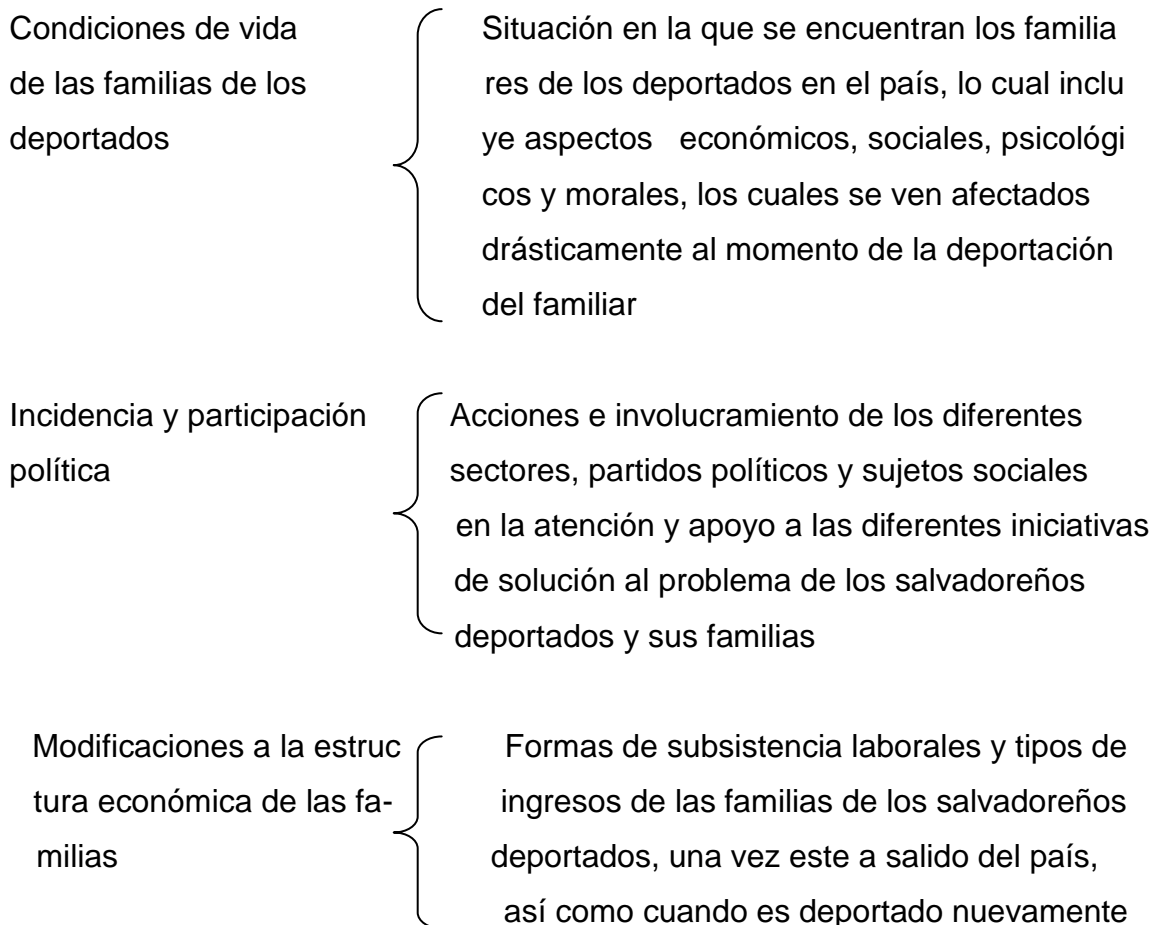 Condiciones de vida
de las familias de los
deportados
Situación en la que se encuentran los familia
res de los deportados en el país, lo cual inclu
ye aspectos económicos, sociales, psicológi
cos y morales, los cuales se ven afectados
drásticamente al momento de la deportación
del familiar
Incidencia y participación
política
Acciones e involucramiento de los diferentes
sectores, partidos políticos y sujetos sociales
en la atención y apoyo a las diferentes iniciativas
de solución al problema de los salvadoreños
deportados y sus familias
Modificaciones a la estruc
tura económica de las fa-
milias
Formas de subsistencia laborales y tipos de
ingresos de las familias de los salvadoreños
deportados, una vez este a salido del país,
así como cuando es deportado nuevamente